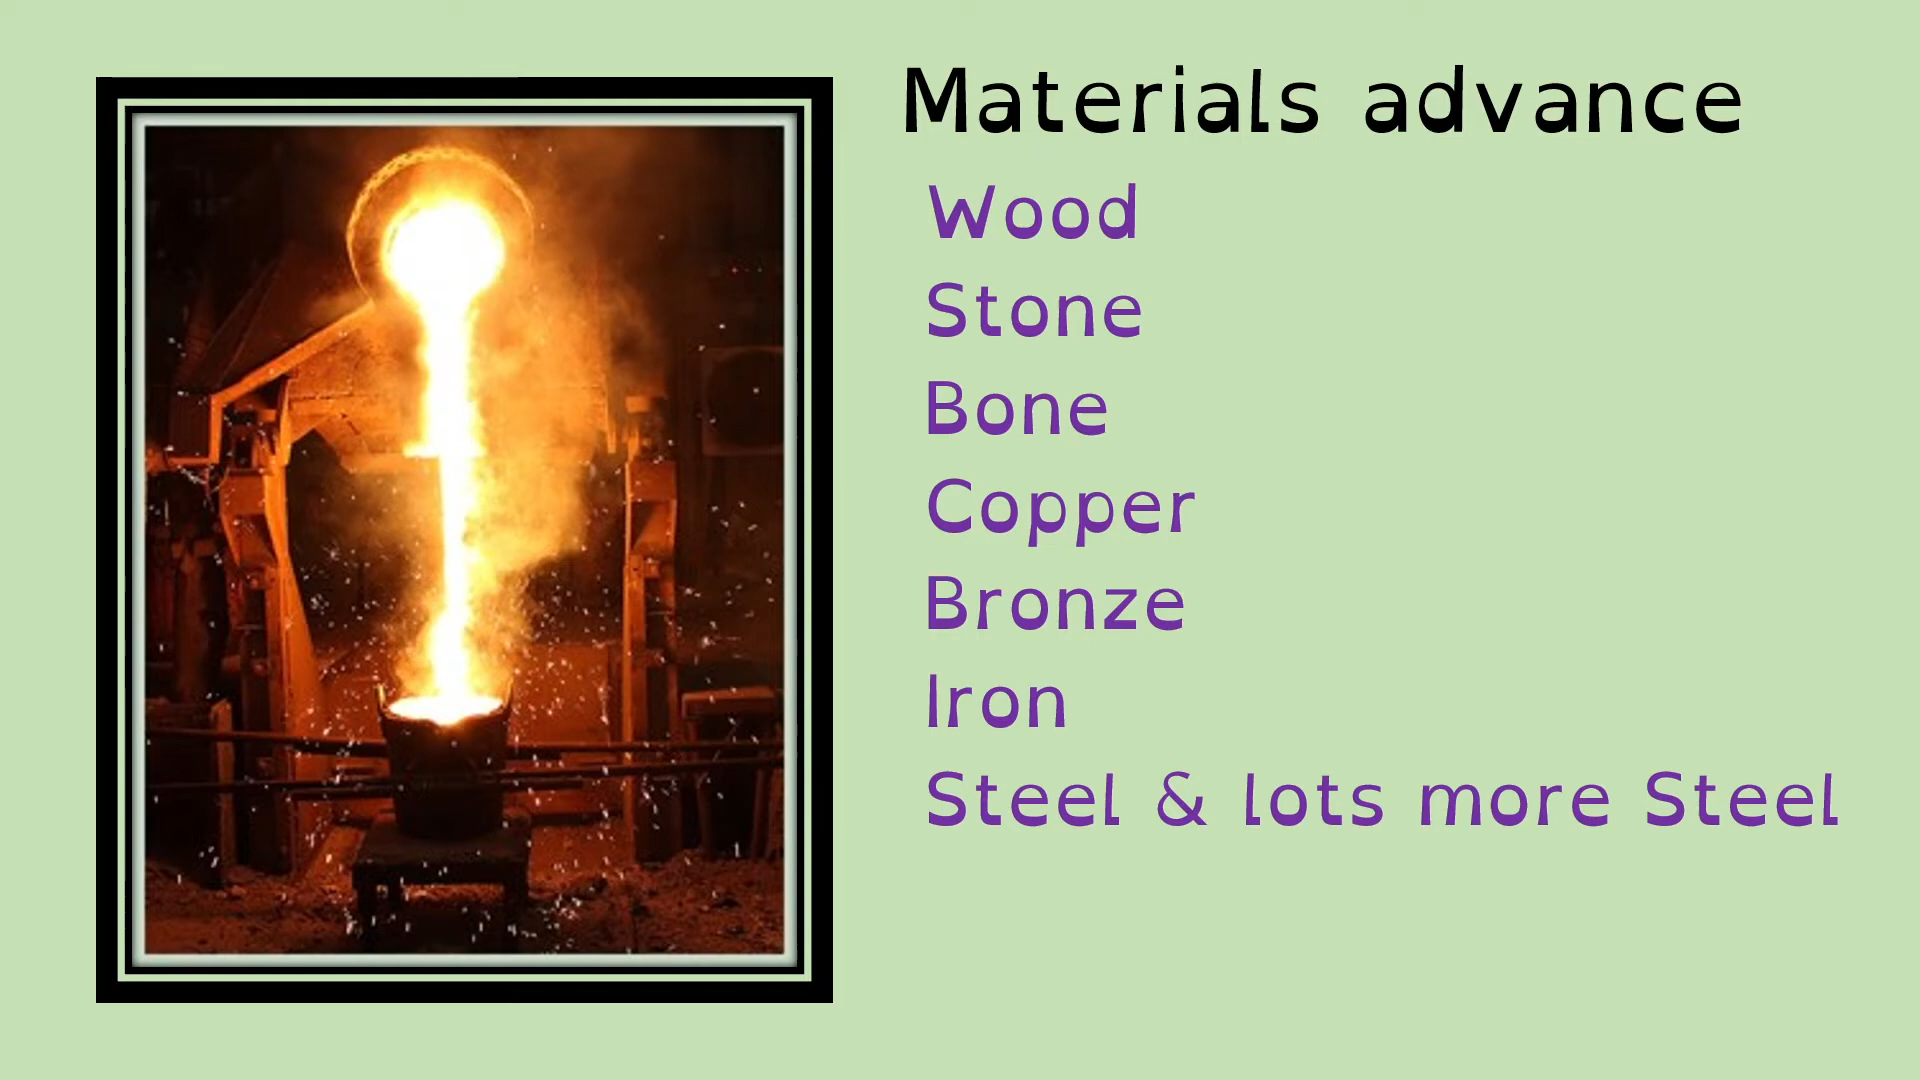 Materials advance
Wood
Stone
Bone
Copper
Bronze
Iron
Steel & lots more Steel